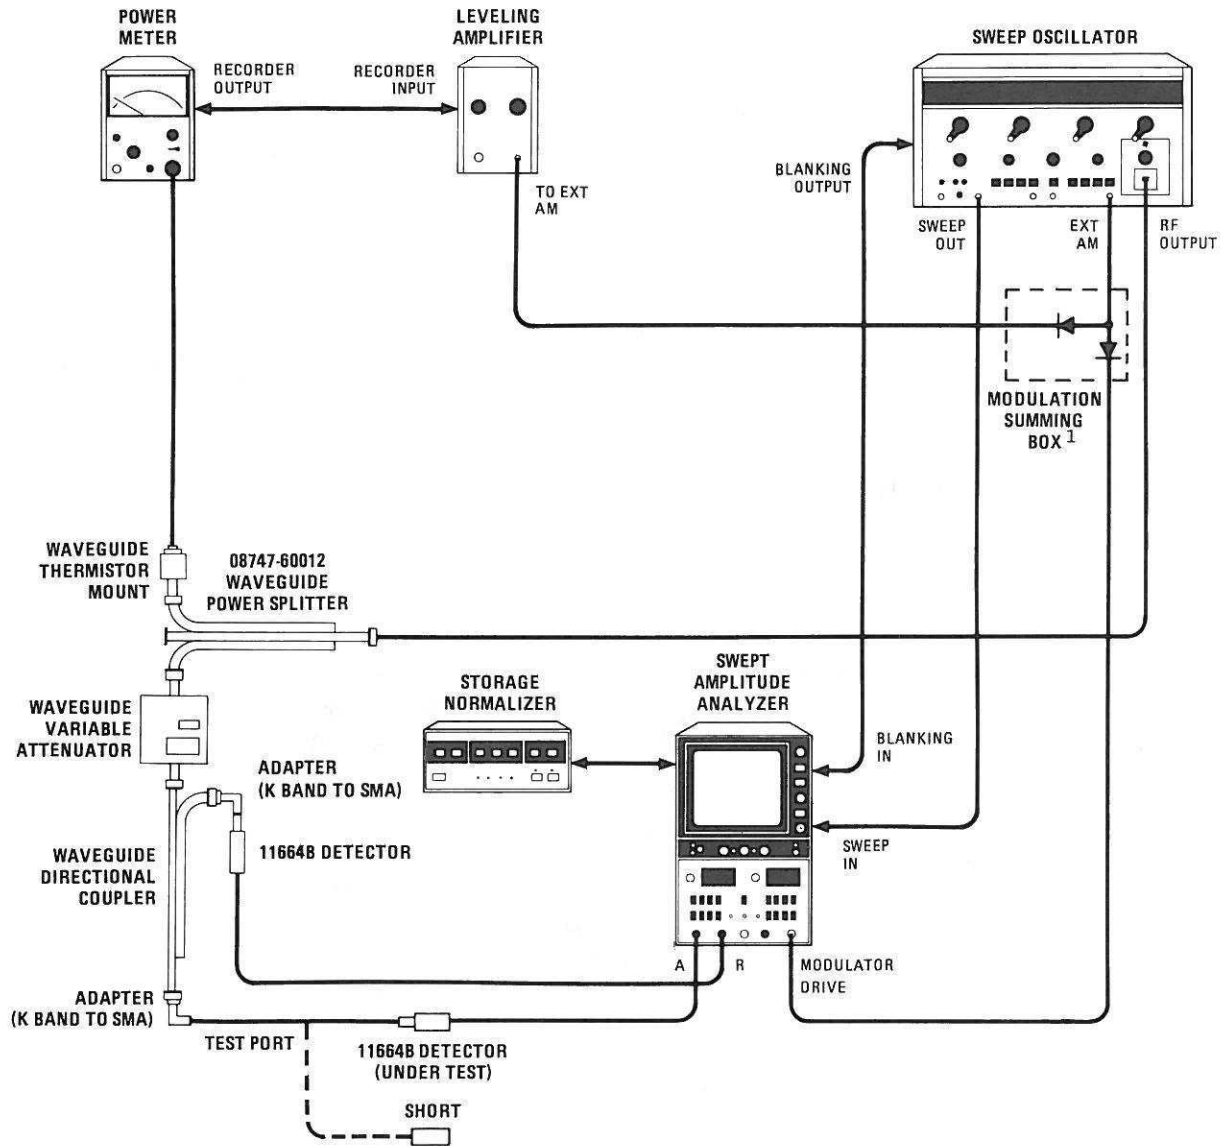 POWER
METER
LEVELING
AMPLIFIER
SWEEP OSCILLATOR
RECORDER
OUTPUT
RECORDER
INPUT
TO EXT
AM
BLANKING
OUTPUT
SWEEP
OUT
EXT
AM
RF
OUTPUT
MODULATION
SUMMING
BOX 1
WAVEGUIDE
THERMISTOR
MOUNT
08747-60012
WAVEGUIDE
POWER SPLITTER
WAVEGUIDE
VARIABLE
ATTENUATOR
STORAGE
NORMALIZER
SWEPT
AMPLITUDE
ANALYZER
BLANKING
IN
ADAPTER
(K BAND TO SMA)
11664B DETECTOR
WAVEGUIDE
DIRECTIONAL
COUPLER
SWEEP
IN
A
R
MODULATOR
DRIVE
ADAPTER
(K BAND TO SMA)
TEST PORT
11664B DETECTOR
(UNDER TEST)
SHORT